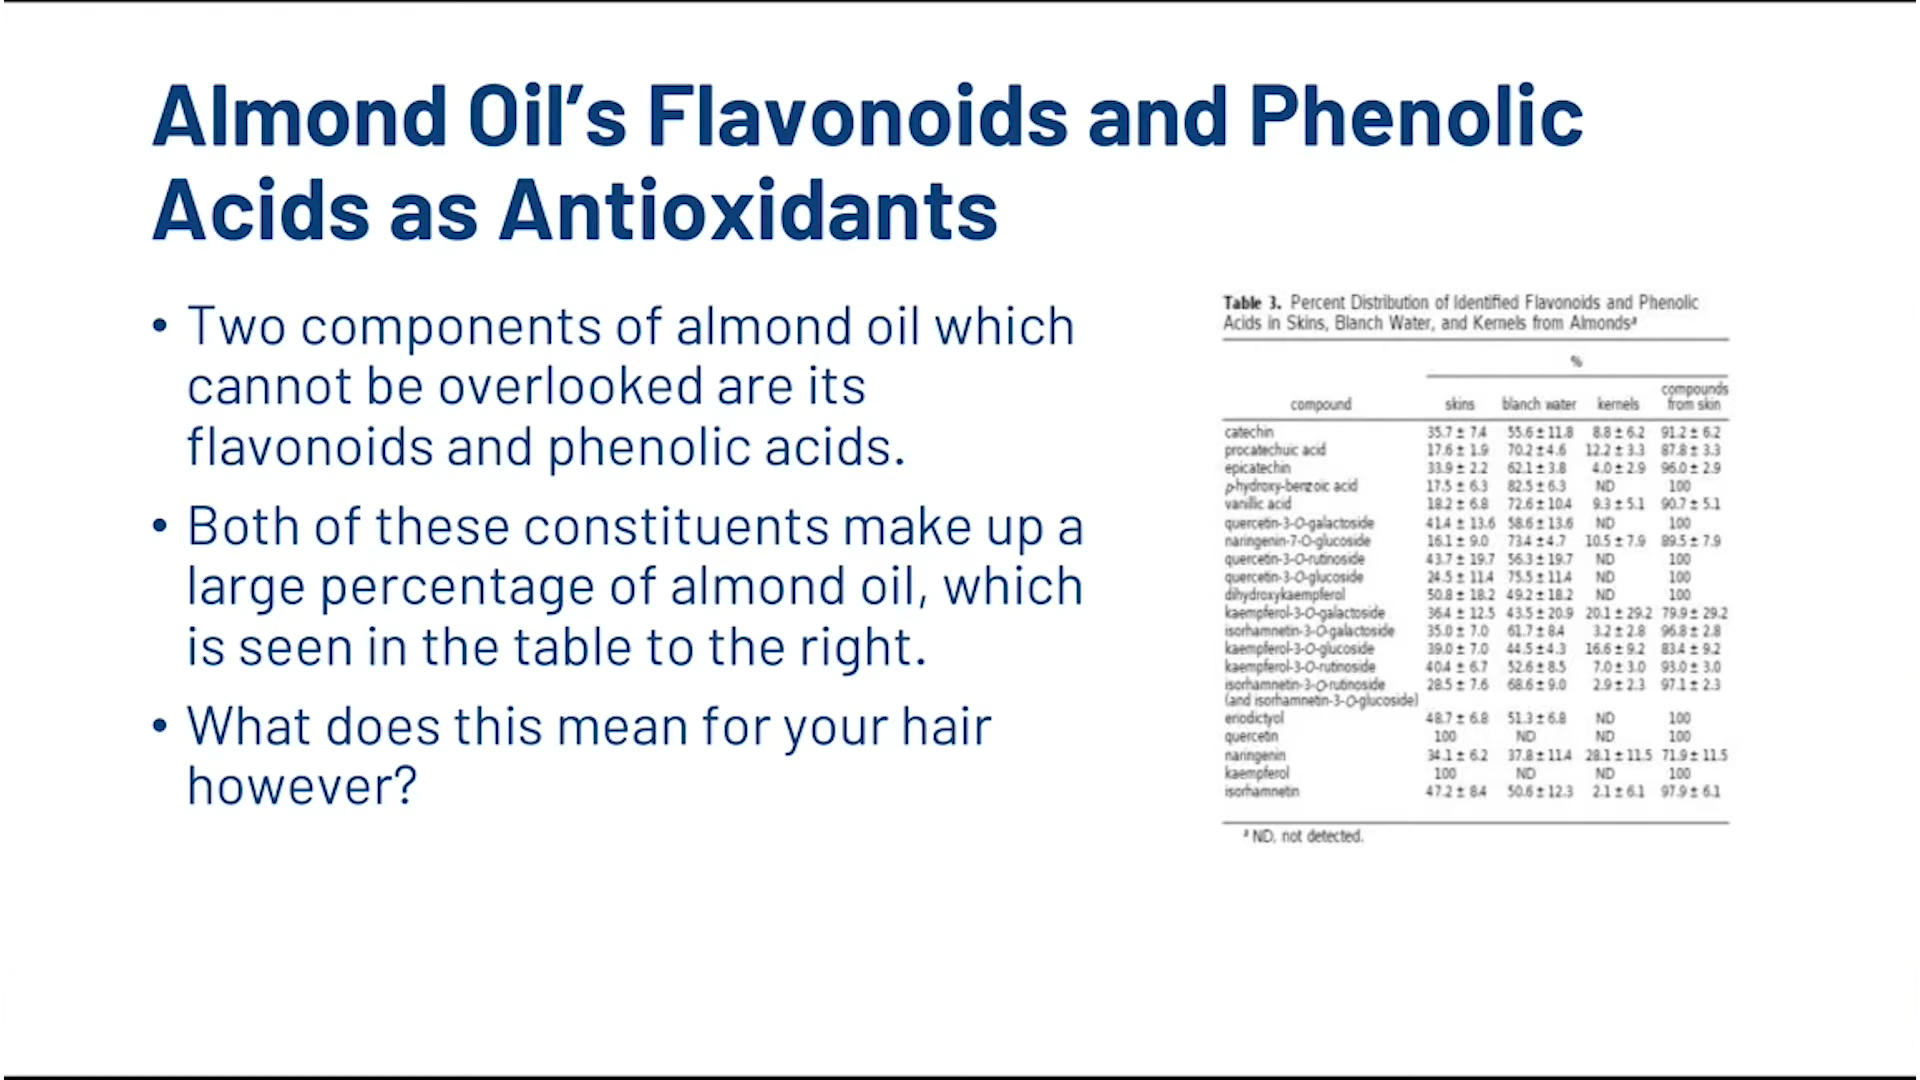 Almond Oil’s Flavonoids and Phenolic
Acids as Antioxidants
• Two components of almond oil which
cannot be overlooked are its
flavonoids and phenolic acids.
• Both of these constituents make up a
large percentage of almond oil, which
is seen in the table to the right.
• What does this mean for your hair
however?
Table 3. Percent Distribution of Identified Flavonoids and Phenolic
Acids in Skins, Blanch Water, and Kernels from Almondsª
%
compound skins blanch water kernels compounds from skin
catechin 35.7 ± 7.4 55.6 ± 11.8 8.8 ± 6.2 91.2 ± 6.2
procatechuic acid 17.6 ± 1.9 70.2 ± 4.6 12.2 ± 3.3 87.8 ± 3.3
epicatechin 33.9 ± 2.2 62.1 ± 3.8 4.0 ± 2.9 96.0 ± 2.9
p-hydroxy-benzoic acid 17.5 ± 6.3 82.5 ± 6.3 ND 100
vanillic acid 18.2 ± 6.8 72.6 ± 10.4 9.3 ± 5.1 90.7 ± 5.1
quercetin-3-O-galactoside 41.4 ± 13.6 58.6 ± 13.6 ND 100
naringenin-7-O-glucoside 16.1 ± 9.0 73.4 ± 4.7 10.5 ± 7.9 89.5 ± 7.9
quercetin-3-O-rutinoside 43.7 ± 19.7 56.3 ± 19.7 ND 100
quercetin-3-O-glucoside 24.5 ± 11.4 75.5 ± 11.4 ND 100
dihydroxykaempferol 50.8 ± 18.2 49.2 ± 18.2 ND 100
kaempferol-3-O-galactoside 36.4 ± 12.5 43.5 ± 20.9 20.1 ± 29.2 79.9 ± 29.2
isorhamnetin-3-O-galactoside 35.0 ± 7.0 61.7 ± 8.4 3.2 ± 2.8 96.8 ± 2.8
kaempferol-3-O-glucoside 39.0 ± 7.0 44.5 ± 4.3 16.6 ± 9.2 83.4 ± 9.2
kaempferol-3-O-rutinoside 40.4 ± 6.7 52.6 ± 8.5 7.0 ± 3.0 93.0 ± 3.0
isorhamnetin-3-O-rutinoside 28.5 ± 7.6 68.6 ± 9.0 2.9 ± 2.3 97.1 ± 2.3
(and isorhamnetin-3-O-glucoside)
eriodictyol 48.7 ± 6.8 51.3 ± 6.8 ND 100
quercetin 100 ND ND 100
naringenin 34.1 ± 6.2 37.8 ± 11.4 28.1 ± 11.5 71.9 ± 11.5
kaempferol 100 ND ND 100
isorhamnetin 47.2 ± 8.4 50.6 ± 12.3 2.1 ± 6.1 97.9 ± 6.1
ª ND, not detected.